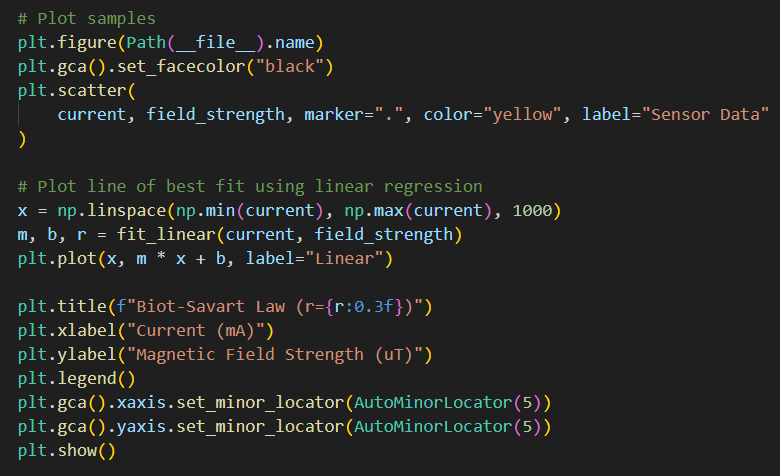 # Plot samples
plt.figure(Path(__file__).name)
plt.gca().set_facecolor("black")
plt.scatter(
    current, field_strength, marker=".", color="yellow", label="Sensor Data"
)

# Plot line of best fit using linear regression
x = np.linspace(np.min(current), np.max(current), 1000)
m, b, r = fit_linear(current, field_strength)
plt.plot(x, m * x + b, label="Linear")

plt.title(f"Biot-Savart Law (r={r:0.3f})")
plt.xlabel("Current (mA)")
plt.ylabel("Magnetic Field Strength (uT)")
plt.legend()
plt.gca().xaxis.set_minor_locator(AutoMinorLocator(5))
plt.gca().yaxis.set_minor_locator(AutoMinorLocator(5))
plt.show()